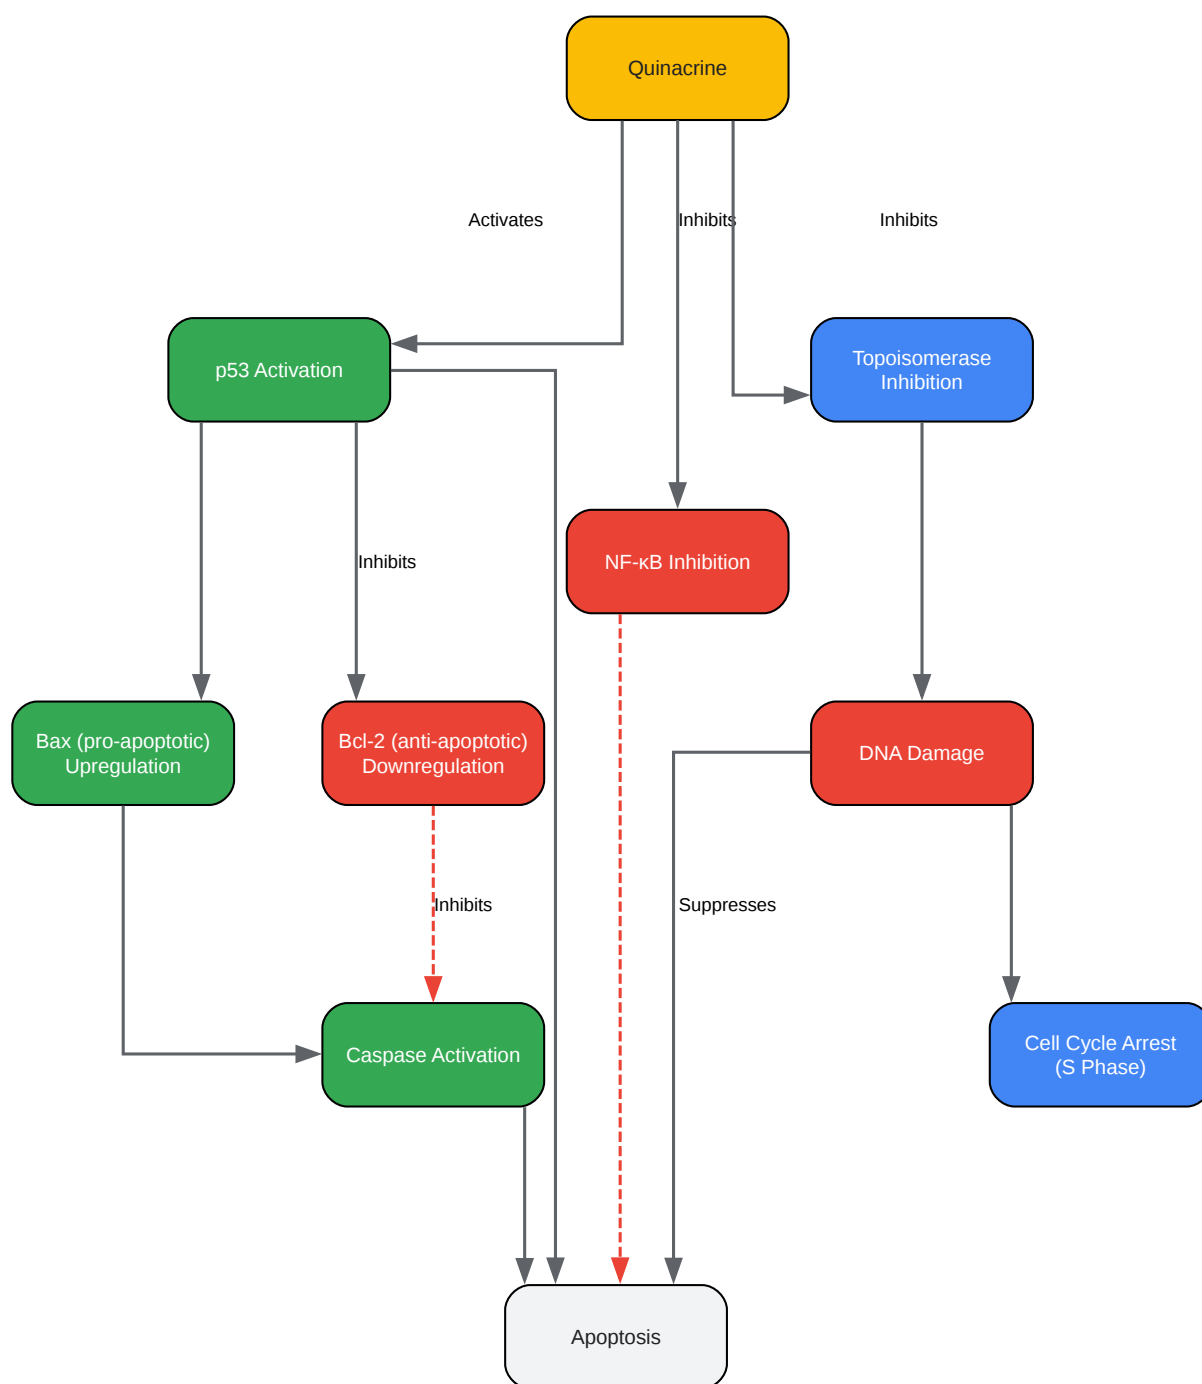 Quinacrine
Activates
Inhibits
Inhibits
p53 Activation
Topoisomerase
Inhibition
Inhibits
NF-κB Inhibition
Bax (pro-apoptotic)
Upregulation
Bcl-2 (anti-apoptotic)
Downregulation
DNA Damage
Inhibits
Suppresses
Caspase Activation
Cell Cycle Arrest
(S Phase)
Apoptosis